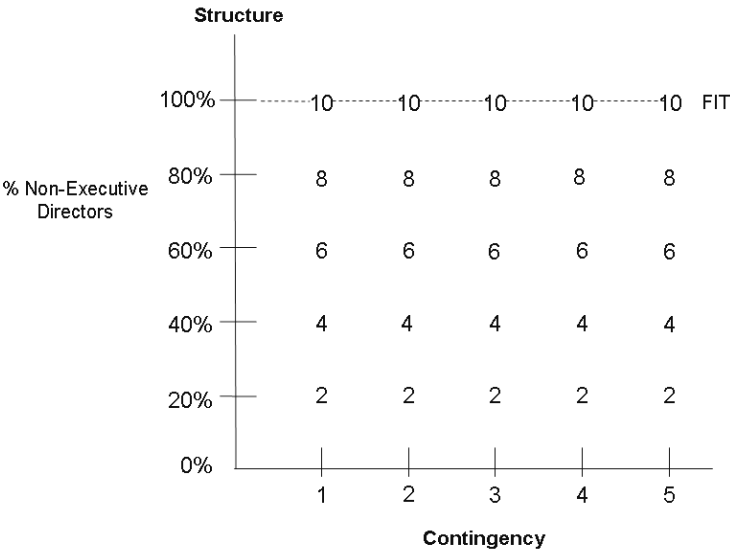 Structure
100% 10 10 10 10 10 FIT
80% 8 8 8 8 8
% Non-Executive
Directors
60% 6 6 6 6 6
40% 4 4 4 4 4
20% 2 2 2 2 2
0%
1 2 3 4 5
Contingency